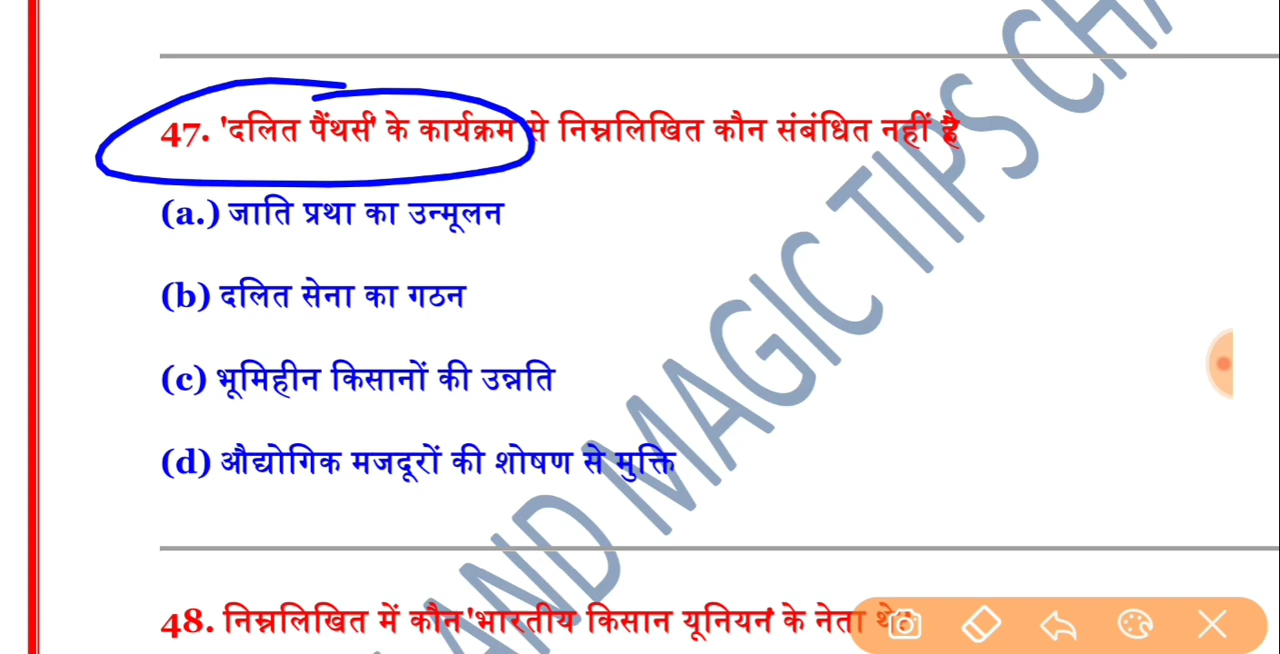 47. 'दलित पैंथर्स' के कार्यक्रम से निम्नलिखित कौन संबंधित नहीं है
(a.) जाति प्रथा का उन्मूलन
(b) दलित सेना का गठन
(c) भूमिहीन किसानों की उन्नति
(d) औद्योगिक मजदूरों की शोषण से मुक्ति
48. निम्नलिखित में कौन 'भारतीय किसान यूनियन' के नेता थे
AND MAGIC TIPS